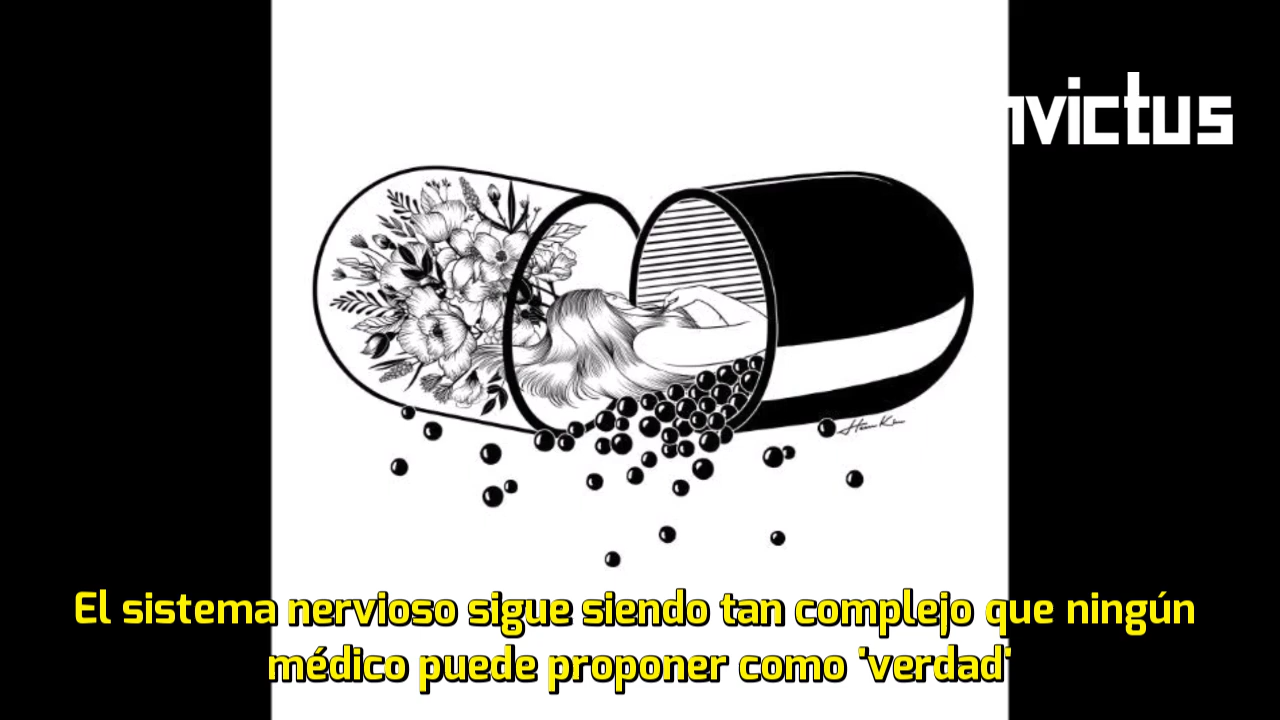 nvictus
El sistema nervioso sigue siendo tan complejo que ningún
médico puede proponer como 'verdad'